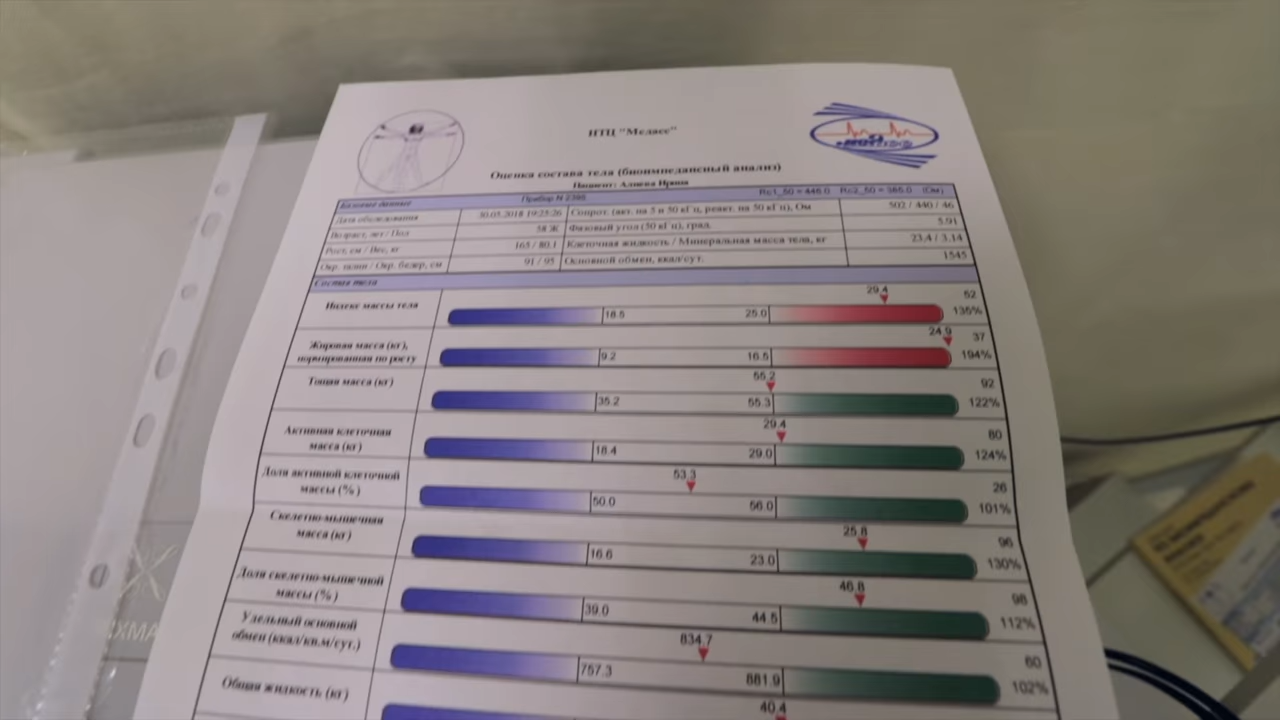 НТЦ "Медасс"
Оценка состава тела (биоимпедансный анализ)
Пациент: Ирина
Базовые данные Прибор N 2395 Rc1_50 = 446.0 Rc2_50 = 385.0 (Ом)
Дата обследования 30.05.2018 19:25:26 Сопрот. (акт. на 5 и 50 кГц, реакт. на 50 кГц), Ом 502 / 440 / 46
Возраст, лет / Пол 58 Ж Фазовый угол (50 кГц), град. 5.91
Рост, см / Вес, кг 165 / 80.1 Клеточная жидкость / Минеральная масса тела, кг 23.4 / 3.14
Окр. талии / Окр. бедер, см 91 / 95 Основной обмен, ккал/сут. 1545
Состав тела
Индекс массы тела 18.5 25.0 29.4 52 135%
Жировая масса (кг), нормированная по росту 9.2 16.5 24.9 37 194%
Тощая масса (кг) 35.2 55.3 55.2 92 122%
Активная клеточная масса (кг) 18.4 29.0 29.4 80 124%
Доля активной клеточной массы (%) 50.0 56.0 53.3 26 101%
Скелетно-мышечная масса (кг) 16.6 23.0 25.8 96 130%
Доля скелетно-мышечной массы (%) 39.0 44.5 46.8 98 112%
Удельный основной обмен (ккал/кв.м/сут.) 757.3 881.9 834.7 60 102%
Общая жидкость (кг) 40.4